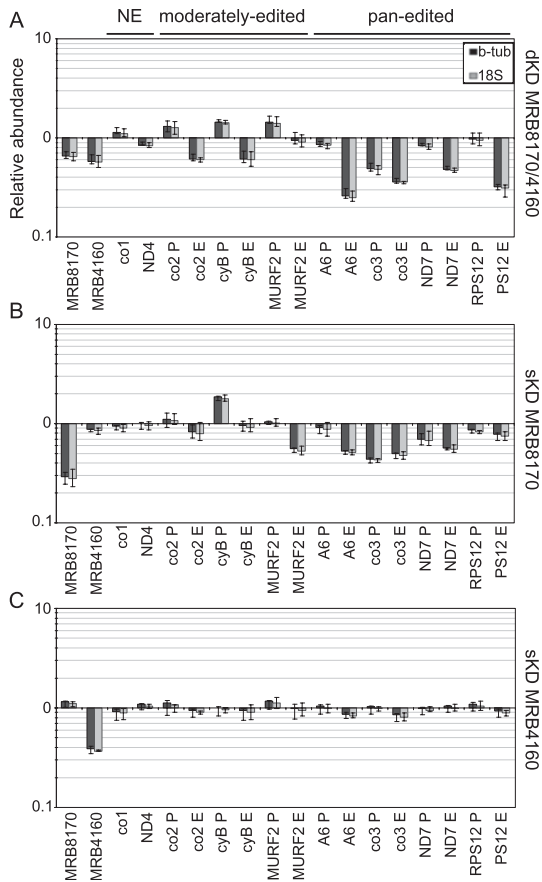 A
NE moderately-edited pan-edited
10
b-tub
18S
Relative abundance
0
0.1
dKD MRB8170/4160
MRB8170 MRB4160 co1 ND4 co2 P co2 E cyB P cyB E MURF2 P MURF2 E A6 P A6 E co3 P co3 E ND7 P ND7 E RPS12 P PS12 E
B
10
0
0.1
sKD MRB8170
MRB8170 MRB4160 co1 ND4 co2 P co2 E cyB P cyB E MURF2 P MURF2 E A6 P A6 E co3 P co3 E ND7 P ND7 E RPS12 P PS12 E
C
10
0
0.1
sKD MRB4160
MRB8170 MRB4160 co1 ND4 co2 P co2 E cyB P cyB E MURF2 P MURF2 E A6 P A6 E co3 P co3 E ND7 P ND7 E RPS12 P PS12 E